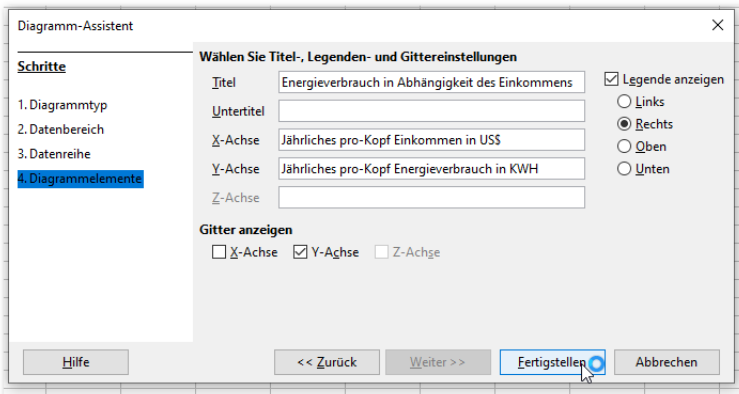 Diagramm-Assistent
Schritte
1. Diagrammtyp
2. Datenbereich
3. Datenreihe
4. Diagrammelemente
Wählen Sie Titel-, Legenden- und Gittereinstellungen
Titel Energieverbrauch in Abhängigkeit des Einkommens
Untertitel
X-Achse Jährliches pro-Kopf Einkommen in US$
Y-Achse Jährliches pro-Kopf Energieverbrauch in KWH
Z-Achse
Legende anzeigen
Links
Rechts
Oben
Unten
Gitter anzeigen
X-Achse Y-Achse Z-Achse
Hilfe << Zurück Weiter >> Fertigstellen Abbrechen